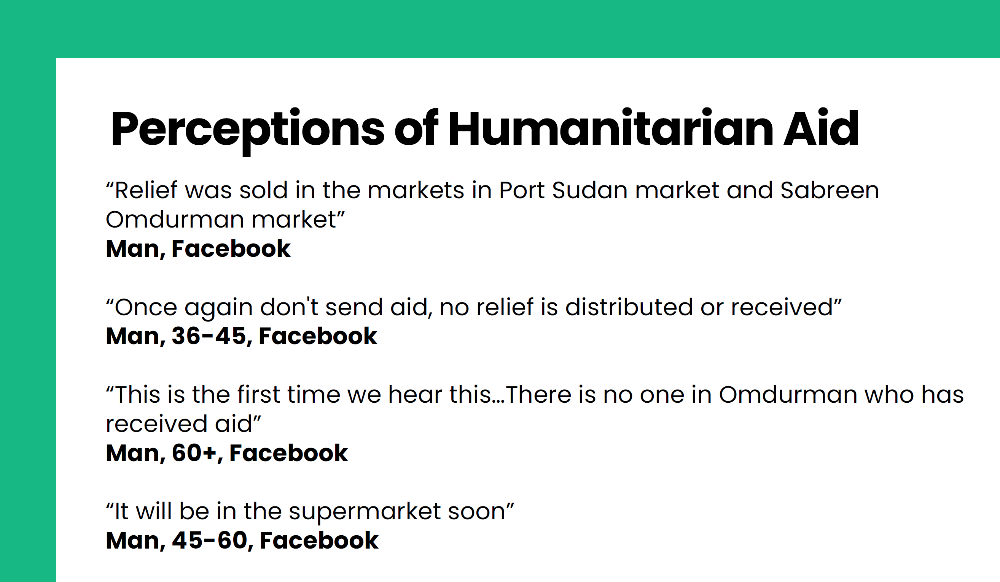 Perceptions of Humanitarian Aid
“Relief was sold in the markets in Port Sudan market and Sabreen
Omdurman market”
Man, Facebook
“Once again don't send aid, no relief is distributed or received”
Man, 36-45, Facebook
“This is the first time we hear this...There is no one in Omdurman who has
received aid”
Man, 60+, Facebook
“It will be in the supermarket soon”
Man, 45-60, Facebook